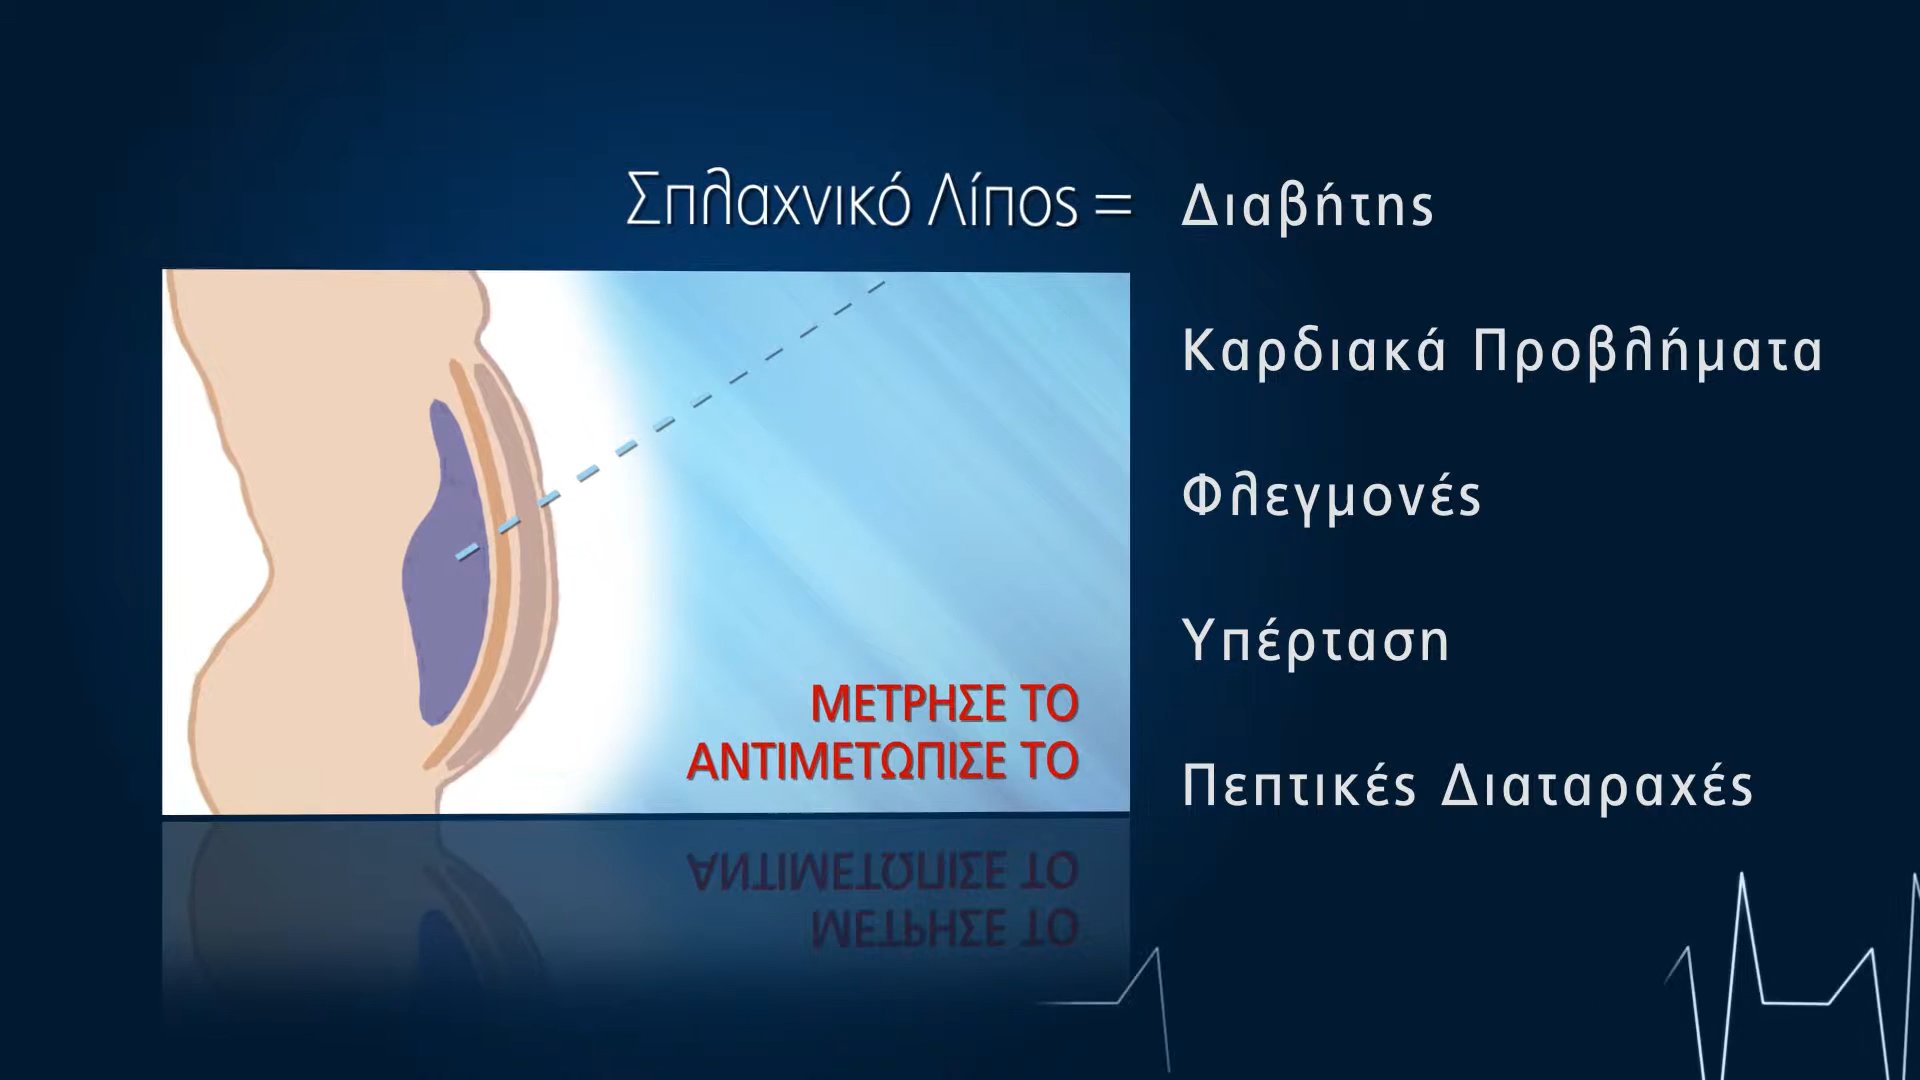 Σπλαχνικό Λίπος = Διαβήτης
Καρδιακά Προβλήματα
Φλεγμονές
Υπέρταση
Πεπτικές Διαταραχές
ΜΕΤΡΗΣΕ ΤΟ
ΑΝΤΙΜΕΤΩΠΙΣΕ ΤΟ